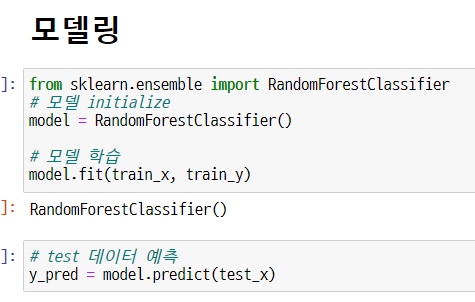 모델링
]: from sklearn.ensemble import RandomForestClassifier
# 모델 initialize
model = RandomForestClassifier()
# 모델 학습
model.fit(train_x, train_y)
]: RandomForestClassifier()
]: # test 데이터 예측
y_pred = model.predict(test_x)